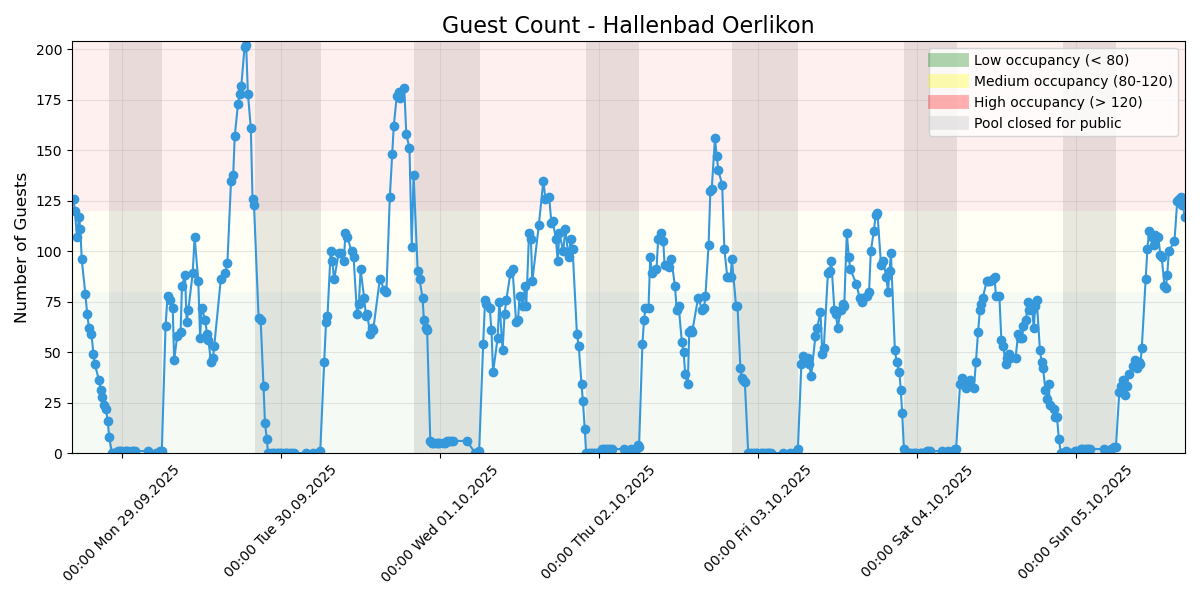 Guest Count - Hallenbad Oerlikon
Number of Guests
200
175
150
125
100
75
50
25
0
Low occupancy (< 80)
Medium occupancy (80-120)
High occupancy (> 120)
Pool closed for public
00:00 Mon 29.09.2025
00:00 Tue 30.09.2025
00:00 Wed 01.10.2025
00:00 Thu 02.10.2025
00:00 Fri 03.10.2025
00:00 Sat 04.10.2025
00:00 Sun 05.10.2025